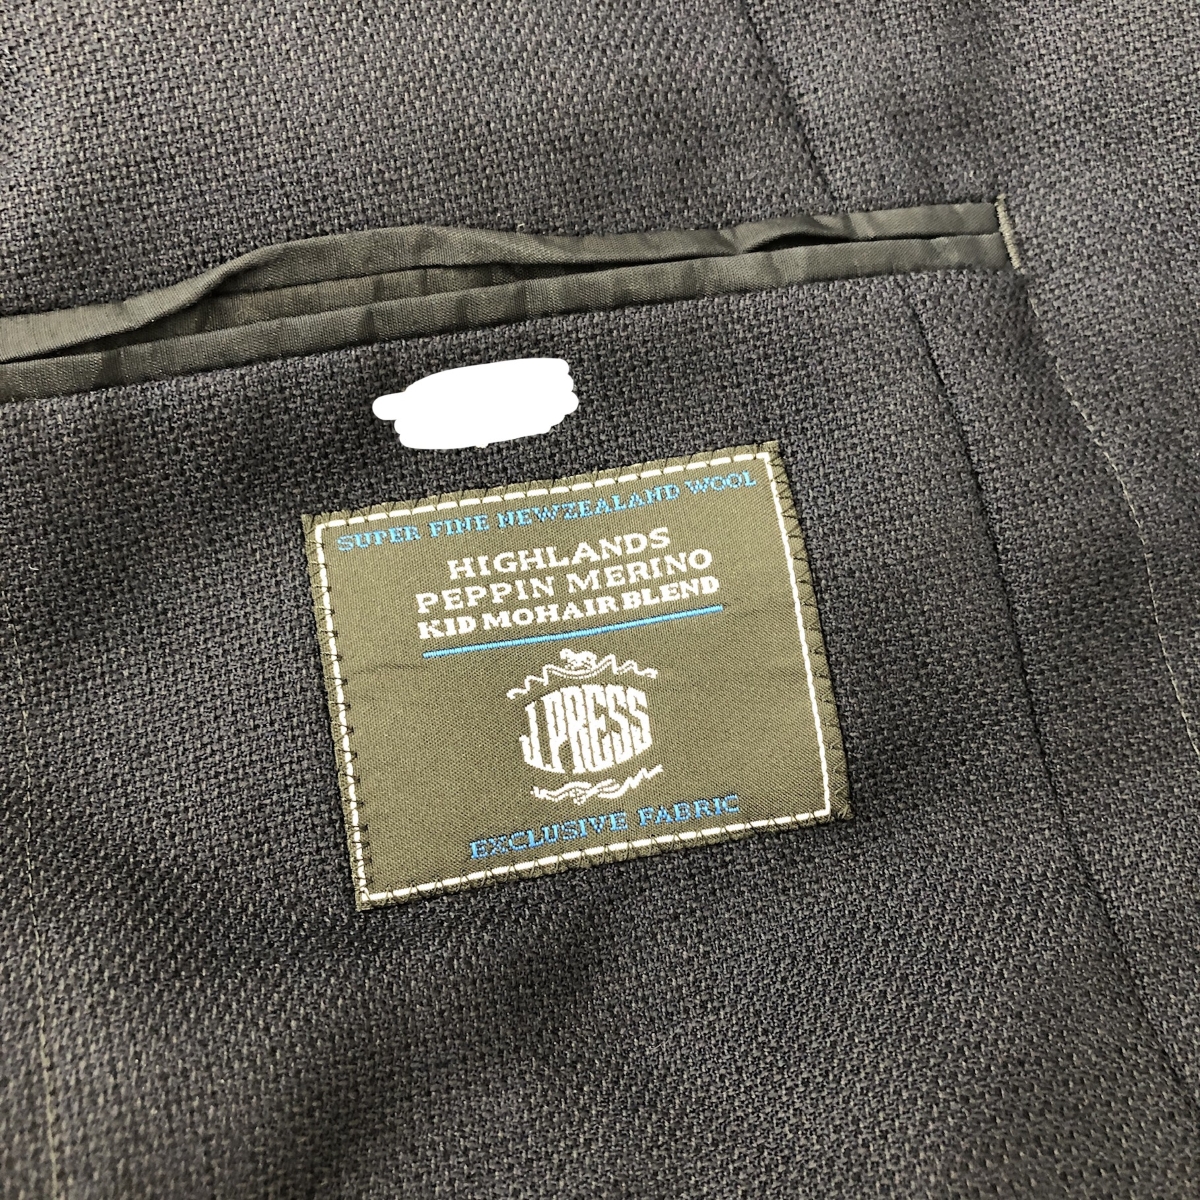 SUPER FINE NEWZEALAND WOOL
HIGHLANDS
PEPPIN MERINO
KID MOHAIR BLEND
J.PRESS
EXCLUSIVE FABRIC